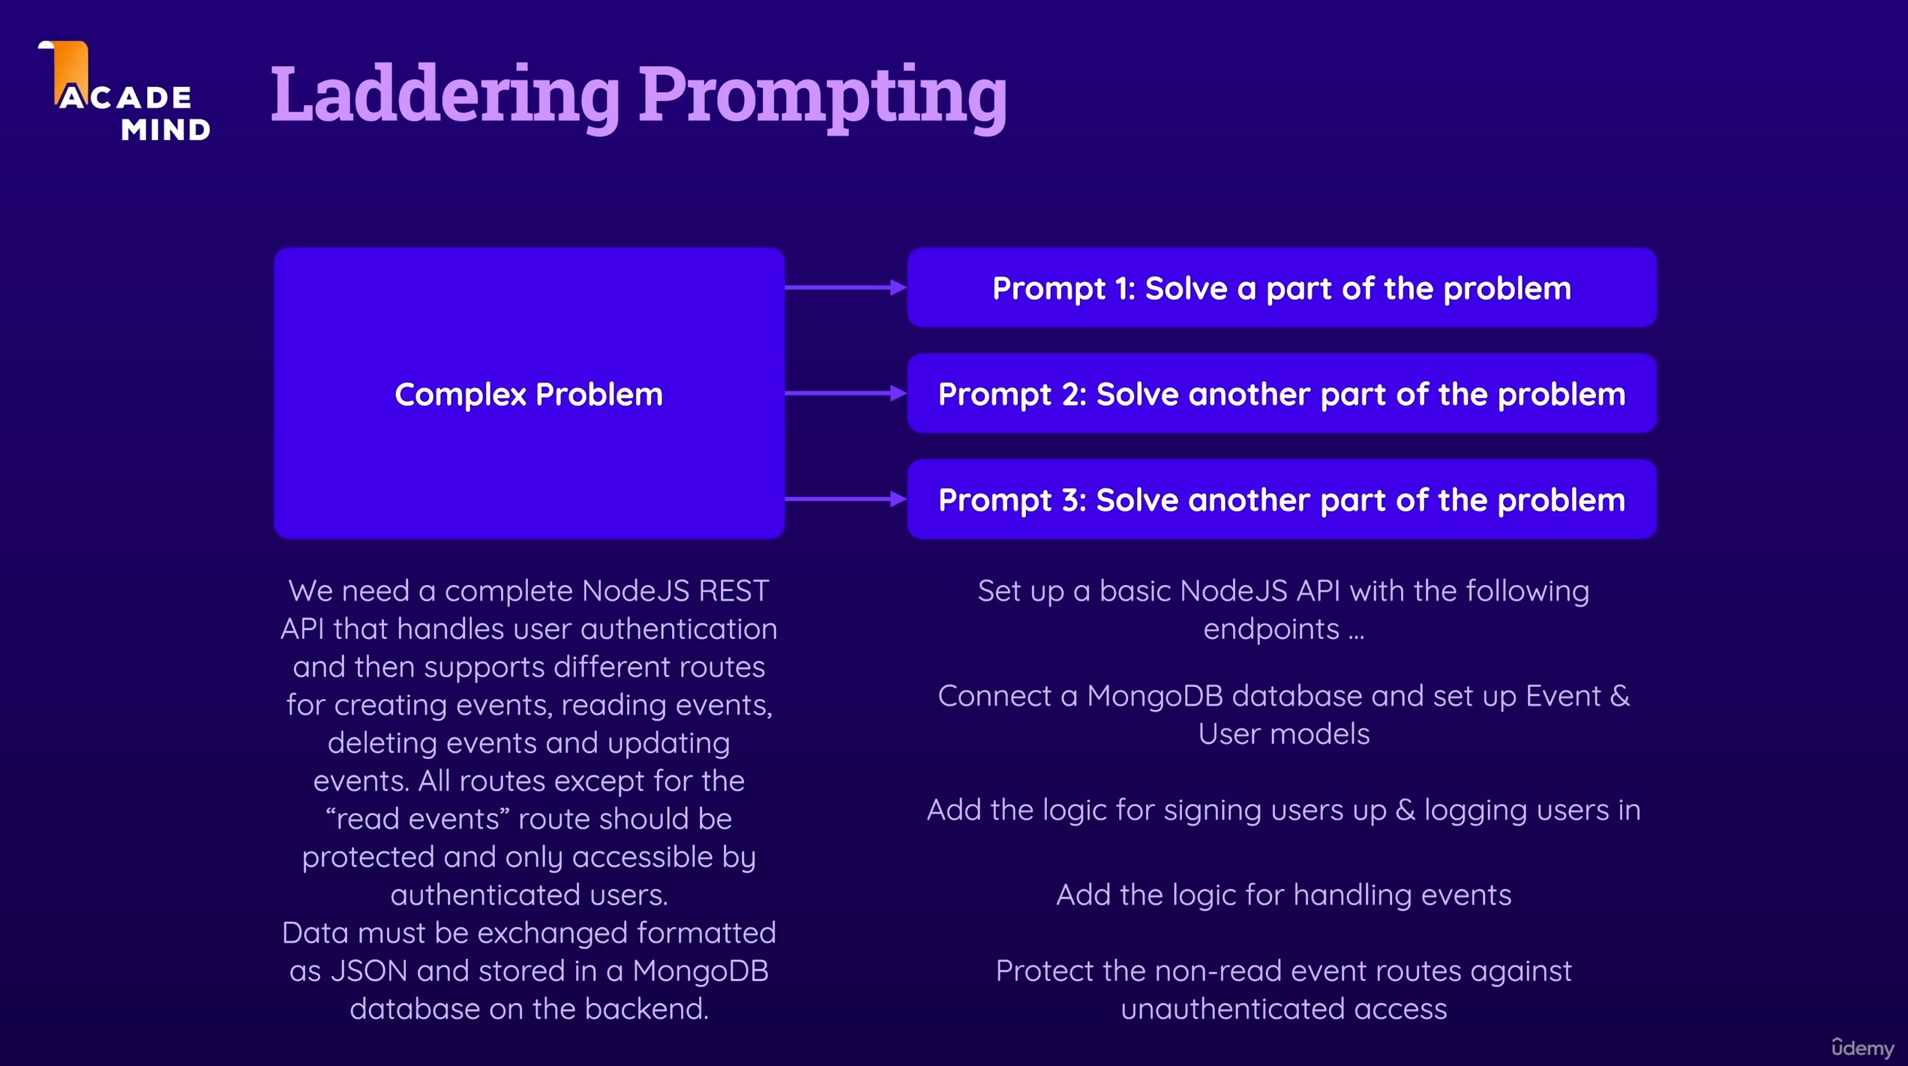 ACADE
MIND
Laddering Prompting
Complex Problem
Prompt 1: Solve a part of the problem
Prompt 2: Solve another part of the problem
Prompt 3: Solve another part of the problem
We need a complete NodeJS REST
API that handles user authentication
and then supports different routes
for creating events, reading events,
deleting events and updating
events. All routes except for the
“read events” route should be
protected and only accessible by
authenticated users.
Data must be exchanged formatted
as JSON and stored in a MongoDB
database on the backend.
Set up a basic NodeJS API with the following
endpoints ...
Connect a MongoDB database and set up Event &
User models
Add the logic for signing users up & logging users in
Add the logic for handling events
Protect the non-read event routes against
unauthenticated access
ûdemy